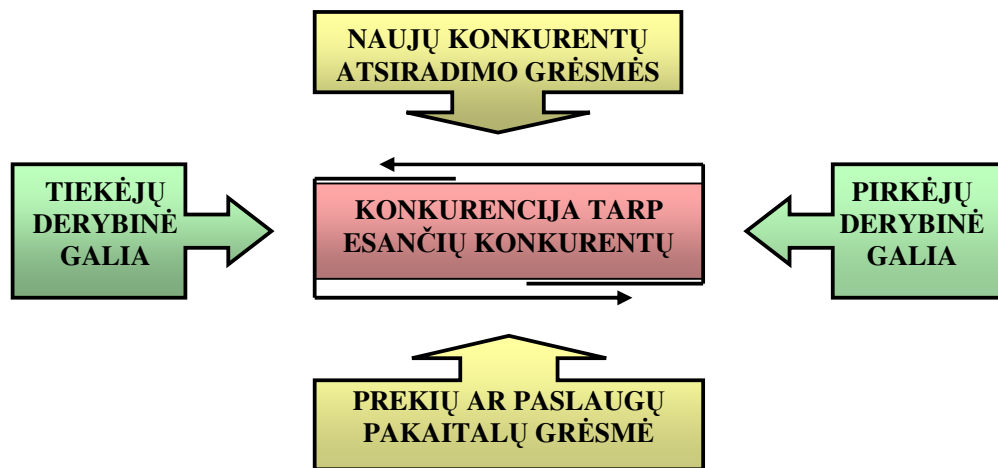 NAUJŲ KONKURENTŲ
ATSIRADIMO GRĖSMĖS
TIEKĖJŲ
DERYBINĖ
GALIA
KONKURENCIJA TARP
ESANČIŲ KONKURENTŲ
PIRKĖJŲ
DERYBINĖ
GALIA
PREKIŲ AR PASLAUGŲ
PAKAITALŲ GRĖSMĖ